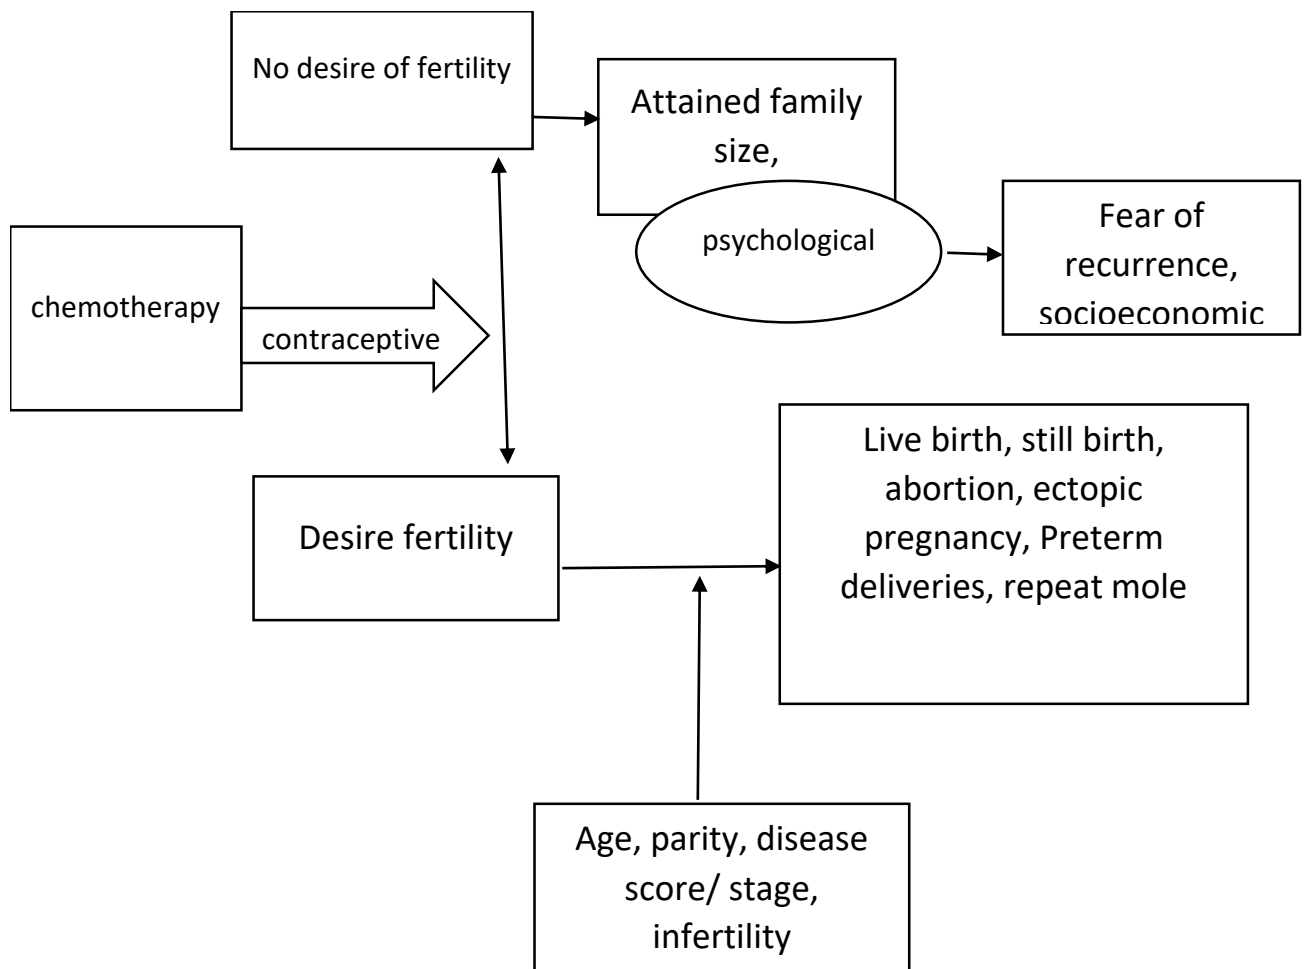 No desire of fertility
Attained family
size,
psychological
Fear of
recurrence,
socioeconomic
chemotherapy
contraceptive
Live birth, still birth,
abortion, ectopic
pregnancy, Preterm
deliveries, repeat mole
Desire fertility
Age, parity, disease
score/ stage,
infertility